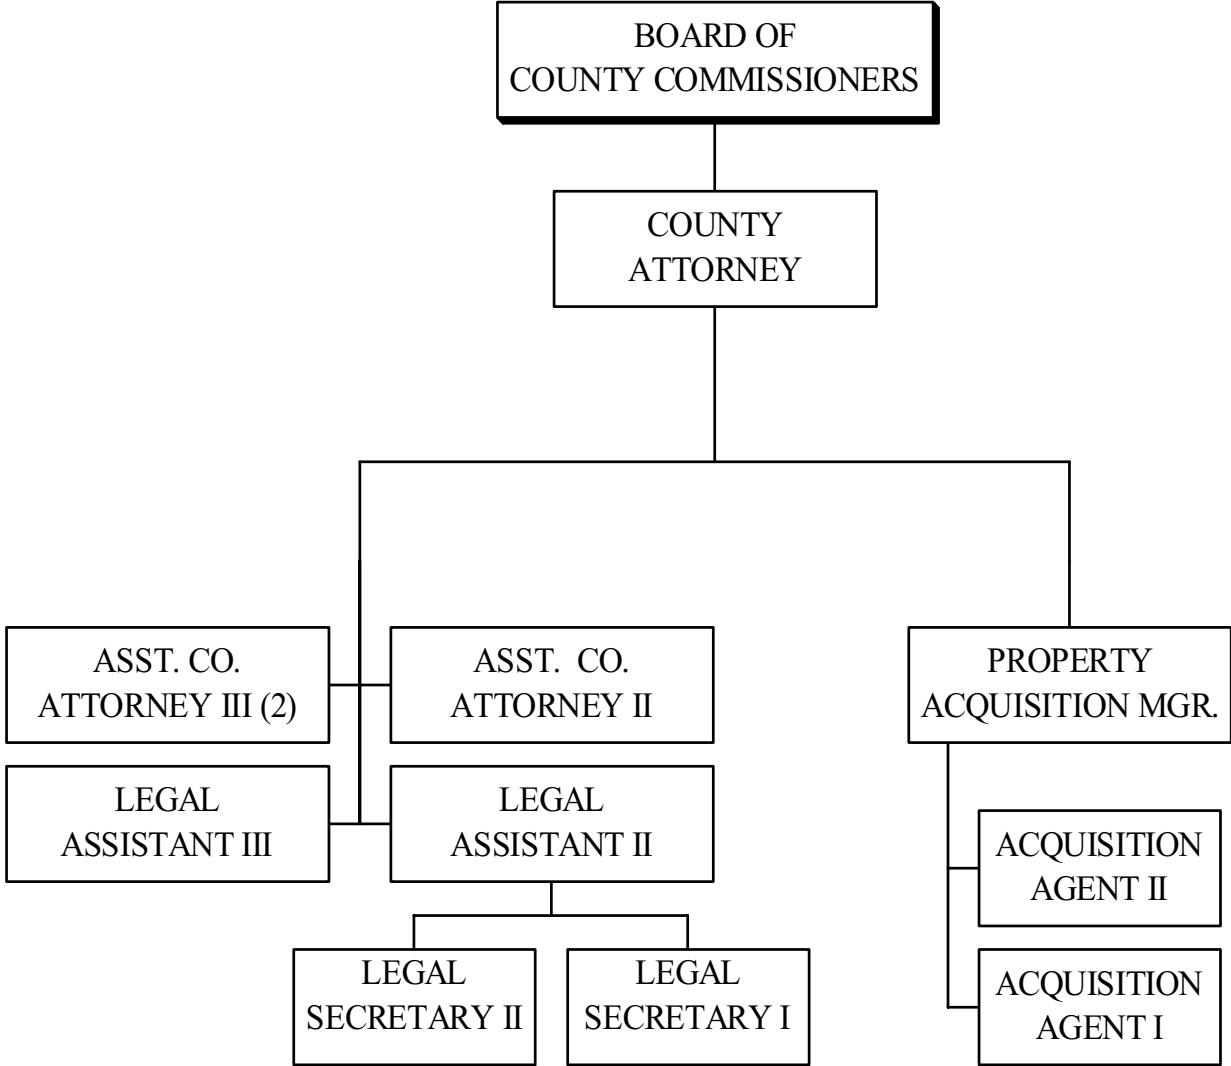 BOARD OF
COUNTY COMMISSIONERS
COUNTY
ATTORNEY
ASST. CO.
ATTORNEY III (2)
ASST. CO.
ATTORNEY II
PROPERTY
ACQUISITION MGR.
LEGAL
ASSISTANT III
LEGAL
ASSISTANT II
ACQUISITION
AGENT II
LEGAL
SECRETARY II
LEGAL
SECRETARY I
ACQUISITION
AGENT I